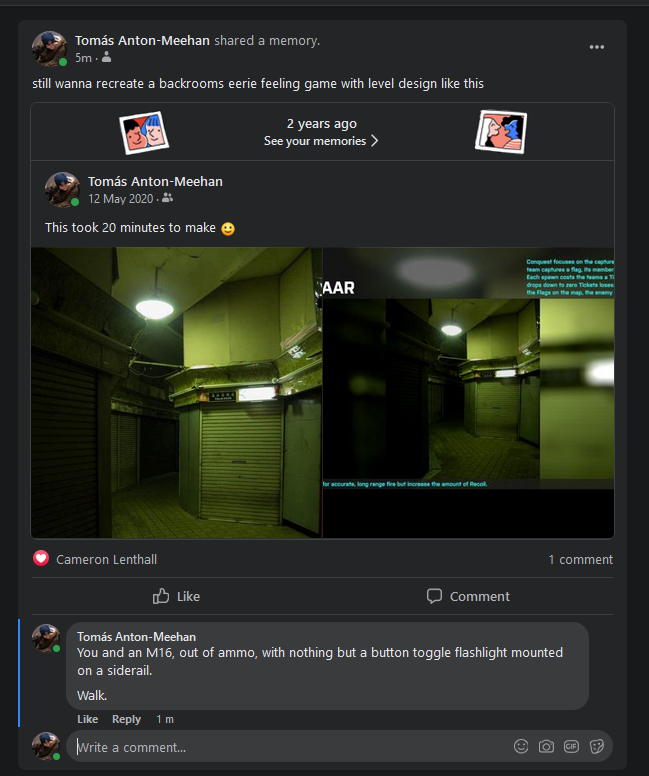 Tomás Anton-Meehan shared a memory.
5m ·
still wanna recreate a backrooms eerie feeling game with level design like this
2 years ago
See your memories
Tomás Anton-Meehan
12 May 2020 ·
This took 20 minutes to make 🙂
AAR
Conquest focuses on the capture
team captures a flag, its member
Each spawn costs the teams a Ti
drops down to zero Tickets loses
the Flags on the map, the enemy
for accurate, long range fire but increase the amount of Recoil.
Cameron Lenthall
1 comment
Like
Comment
Tomás Anton-Meehan
You and an M16, out of ammo, with nothing but a button toggle flashlight mounted
on a siderail.
Walk.
Like Reply 1 m
Write a comment...
GIF